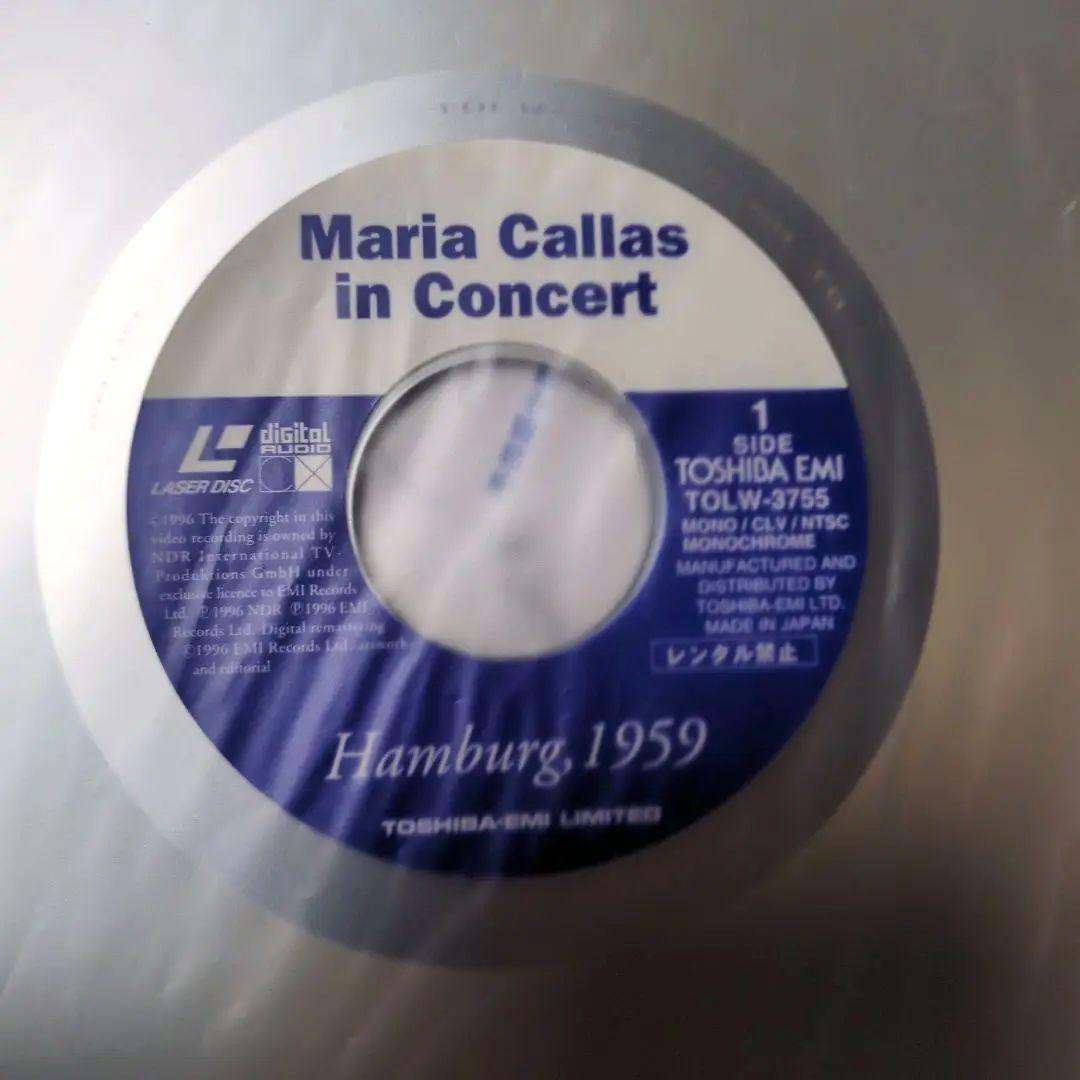 Maria Callas
in Concert
LASER DISC
digital
AUDIO
©1996 The copyright in this
video recording is owned by
NDR International TV-
Produktions GmbH under
exclusive licence to EMI Records
Ltd. ℗1996 NDR ℗1996 EMI
Records Ltd. Digital remastering
©1996 EMI Records Ltd. artwork
and editorial
1
SIDE
TOSHIBA EMI
TOLW-3755
MONO / CLV / NTSC
MONOCHROME
MANUFACTURED AND
DISTRIBUTED BY
TOSHIBA-EMI LTD.
MADE IN JAPAN
レンタル禁止
Hamburg, 1959
TOSHIBA-EMI LIMITED